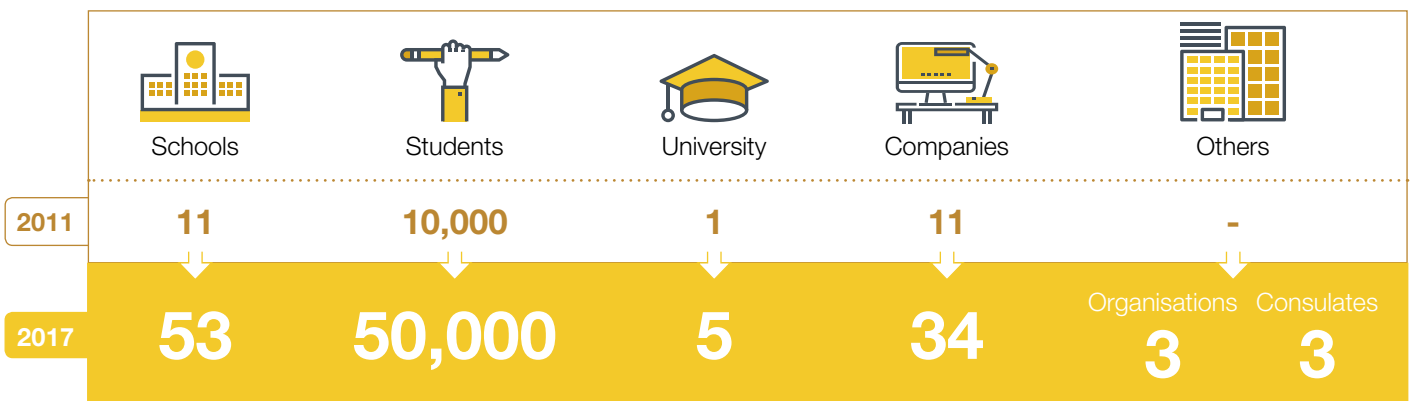 Schools Students University Companies Others
2011 11 10,000 1 11 -
Organisations Consulates
2017 53 50,000 5 34 3 3